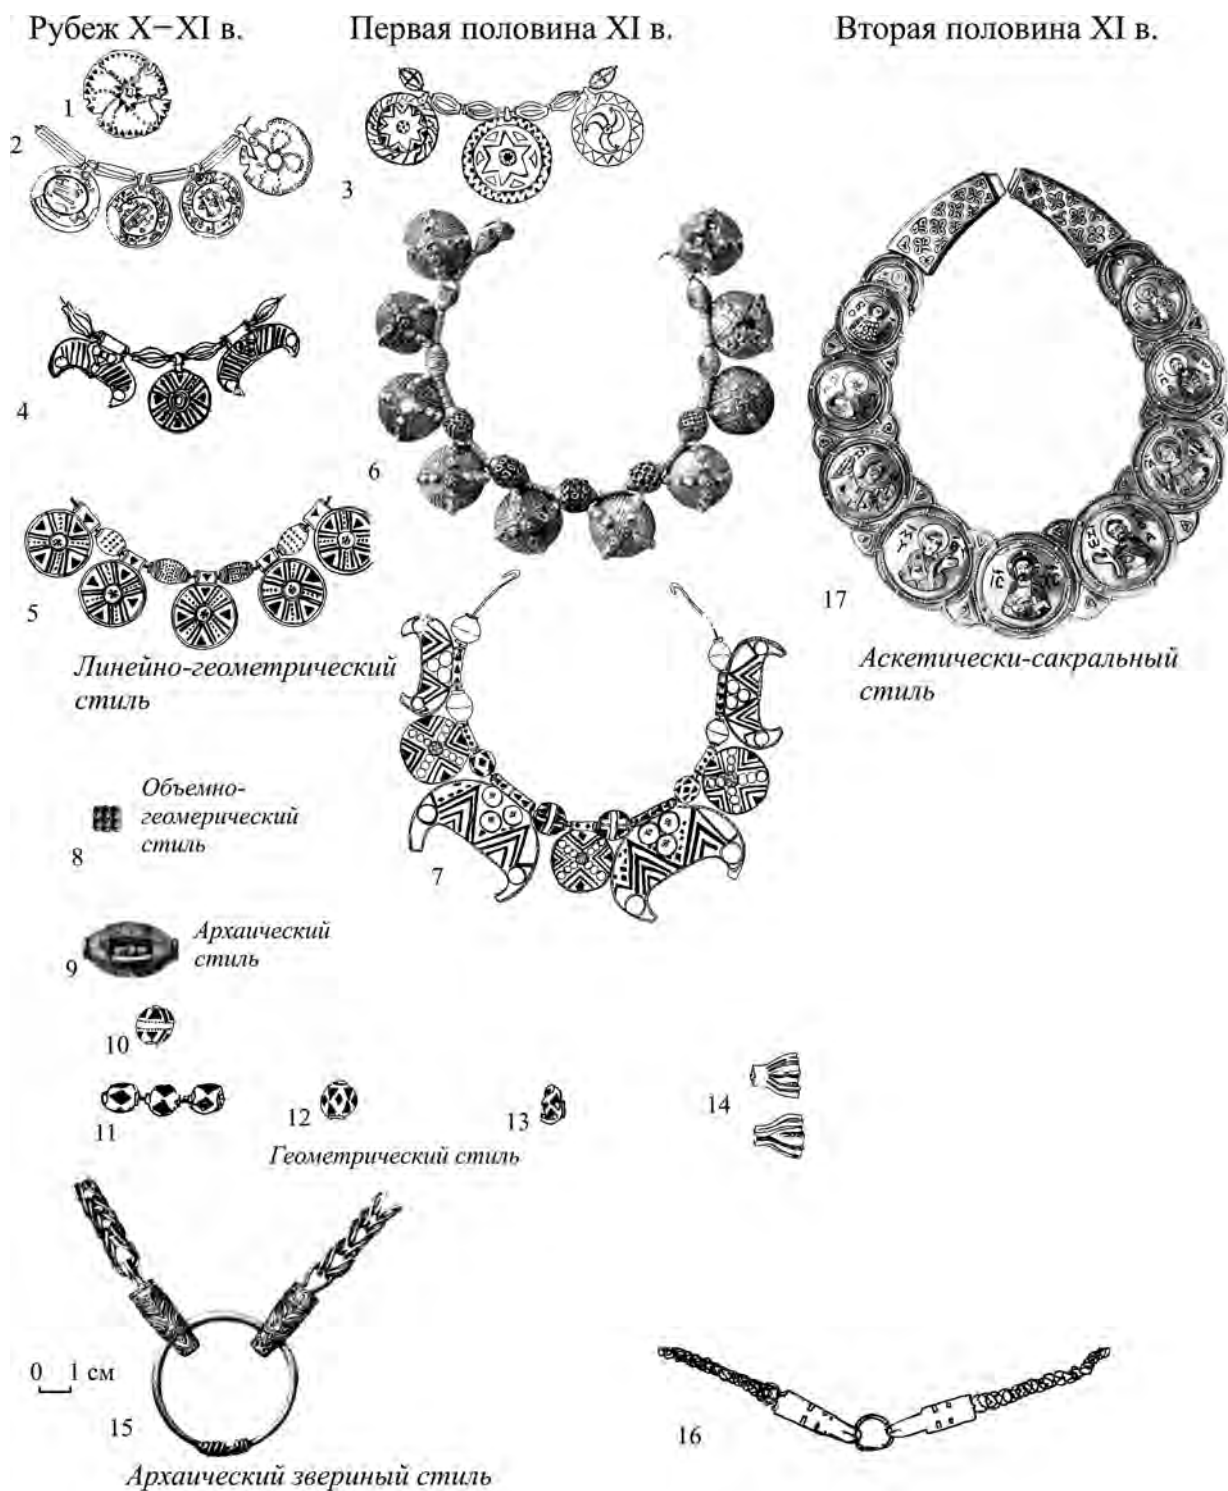 Рубеж X–XI в.
Первая половина XI в.
Вторая половина XI в.
1
2
3
4
5
6
17
Линейно-геометрический
стиль
Аскетически-сакральный
стиль
7
8
Объемно-
геомерический
стиль
9
Архаический
стиль
10
11
12
13
14
Геометрический стиль
0 1 см
15
16
Архаический звериный стиль